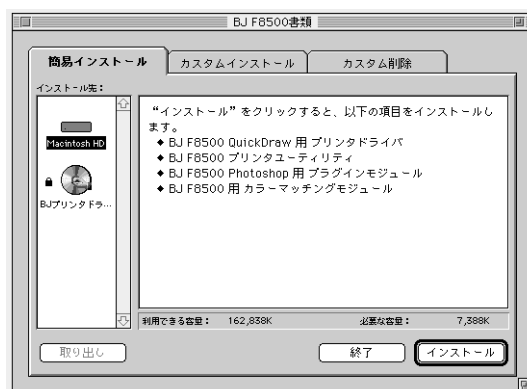 BJ F8500書類
簡易インストール
カスタムインストール
カスタム削除
インストール先:
Macintosh HD
BJプリンタドラ…
“インストール”をクリックすると、以下の項目をインストールし
ます。
◆ BJ F8500 QuickDraw 用 プリンタドライバ
◆ BJ F8500 プリンタユーティリティ
◆ BJ F8500 Photoshop 用 プラグインモジュール
◆ BJ F8500 用 カラーマッチングモジュール
利用できる容量: 162,838K 必要な容量: 7,388K
取り出し
終了
インストール